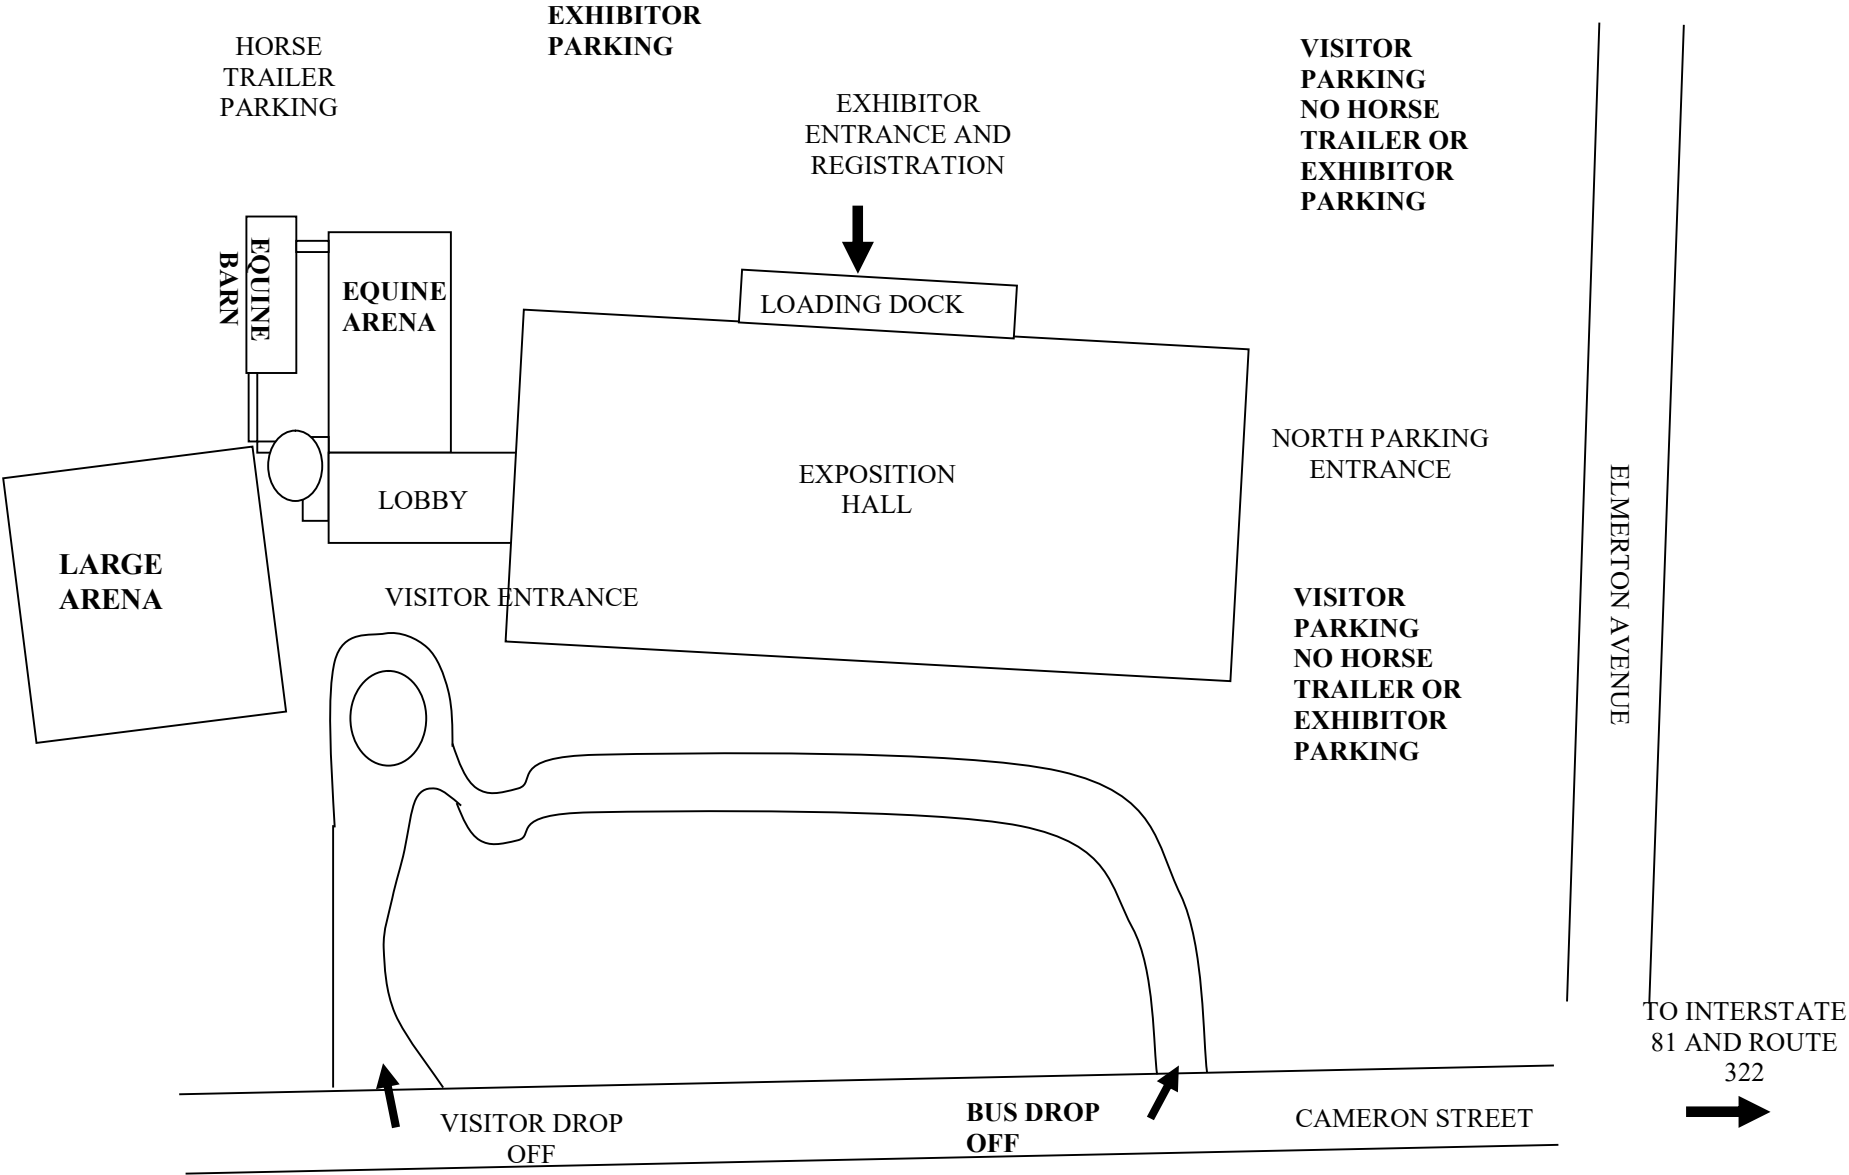 EXHIBITOR
PARKING
HORSE
TRAILER
PARKING
VISITOR
PARKING
NO HORSE
TRAILER OR
EXHIBITOR
PARKING
EXHIBITOR
ENTRANCE AND
REGISTRATION
EQUINE
BARN
EQUINE
ARENA
LOADING DOCK
NORTH PARKING
ENTRANCE
EXPOSITION
HALL
LOBBY
ELMERTON AVENUE
LARGE
ARENA
VISITOR ENTRANCE
VISITOR
PARKING
NO HORSE
TRAILER OR
EXHIBITOR
PARKING
TO INTERSTATE
81 AND ROUTE
322
VISITOR DROP
OFF
BUS DROP
OFF
CAMERON STREET